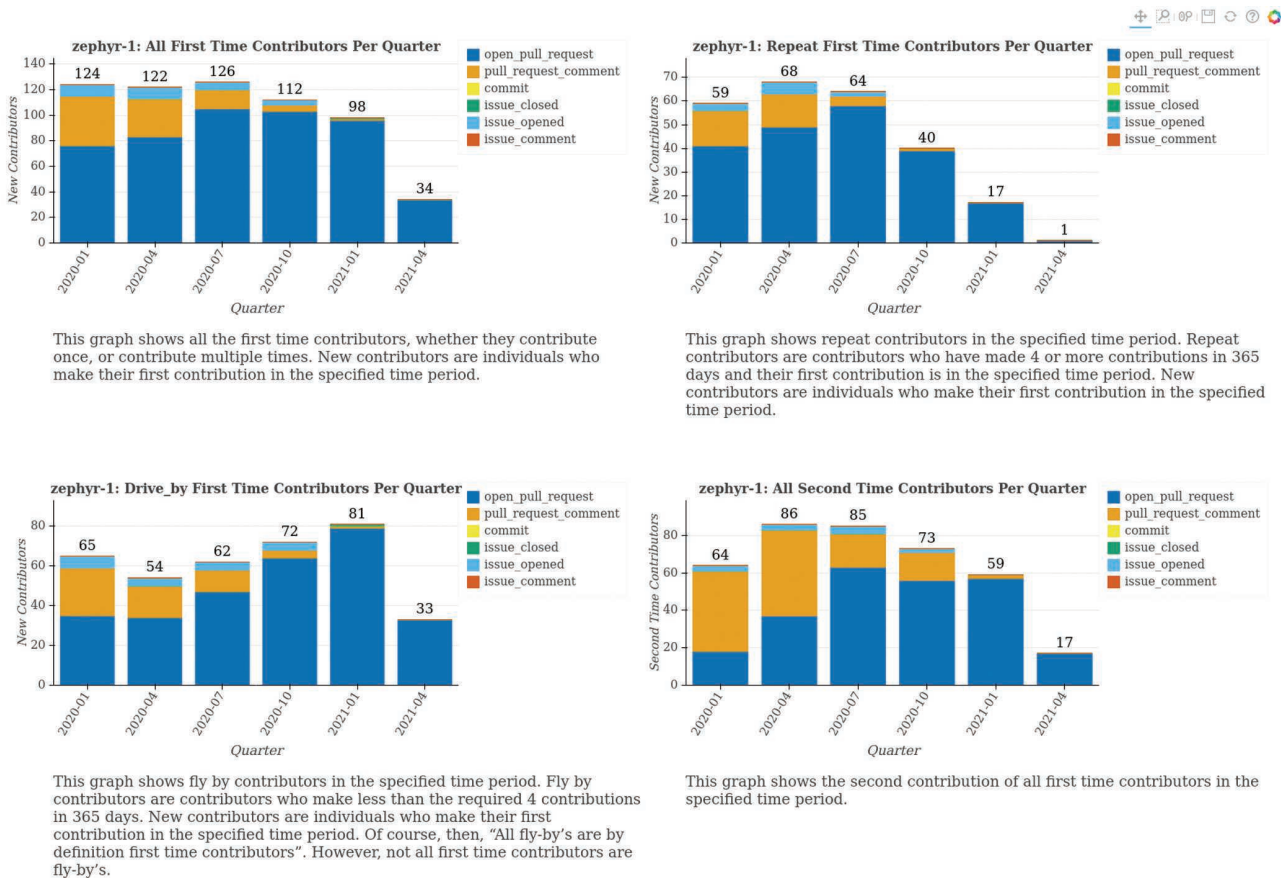 zephyr-1: All First Time Contributors Per Quarter
New Contributors
140
120
100
80
60
40
20
0
124
122
126
112
98
34
2020-01
2020-04
2020-07
2020-10
2021-01
2021-04
Quarter
open_pull_request
pull_request_comment
commit
issue_closed
issue_opened
issue_comment
This graph shows all the first time contributors, whether they contribute
once, or contribute multiple times. New contributors are individuals who
make their first contribution in the specified time period.
zephyr-1: Repeat First Time Contributors Per Quarter
New Contributors
70
60
50
40
30
20
10
0
59
68
64
40
17
1
2020-01
2020-04
2020-07
2020-10
2021-01
2021-04
Quarter
open_pull_request
pull_request_comment
commit
issue_closed
issue_opened
issue_comment
This graph shows repeat contributors in the specified time period. Repeat
contributors are contributors who have made 4 or more contributions in 365
days and their first contribution is in the specified time period. New
contributors are individuals who make their first contribution in the specified
time period.
zephyr-1: Drive_by First Time Contributors Per Quarter
New Contributors
80
60
40
20
0
65
54
62
72
81
33
2020-01
2020-04
2020-07
2020-10
2021-01
2021-04
Quarter
open_pull_request
pull_request_comment
commit
issue_closed
issue_opened
issue_comment
This graph shows fly by contributors in the specified time period. Fly by
contributors are contributors who make less than the required 4 contributions
in 365 days. New contributors are individuals who make their first
contribution in the specified time period. Of course, then, “All fly-by’s are by
definition first time contributors”. However, not all first time contributors are
fly-by’s.
zephyr-1: All Second Time Contributors Per Quarter
Second Time Contributors
80
60
40
20
0
64
86
85
73
59
17
2020-01
2020-04
2020-07
2020-10
2021-01
2021-04
Quarter
open_pull_request
pull_request_comment
commit
issue_closed
issue_opened
issue_comment
This graph shows the second contribution of all first time contributors in the
specified time period.